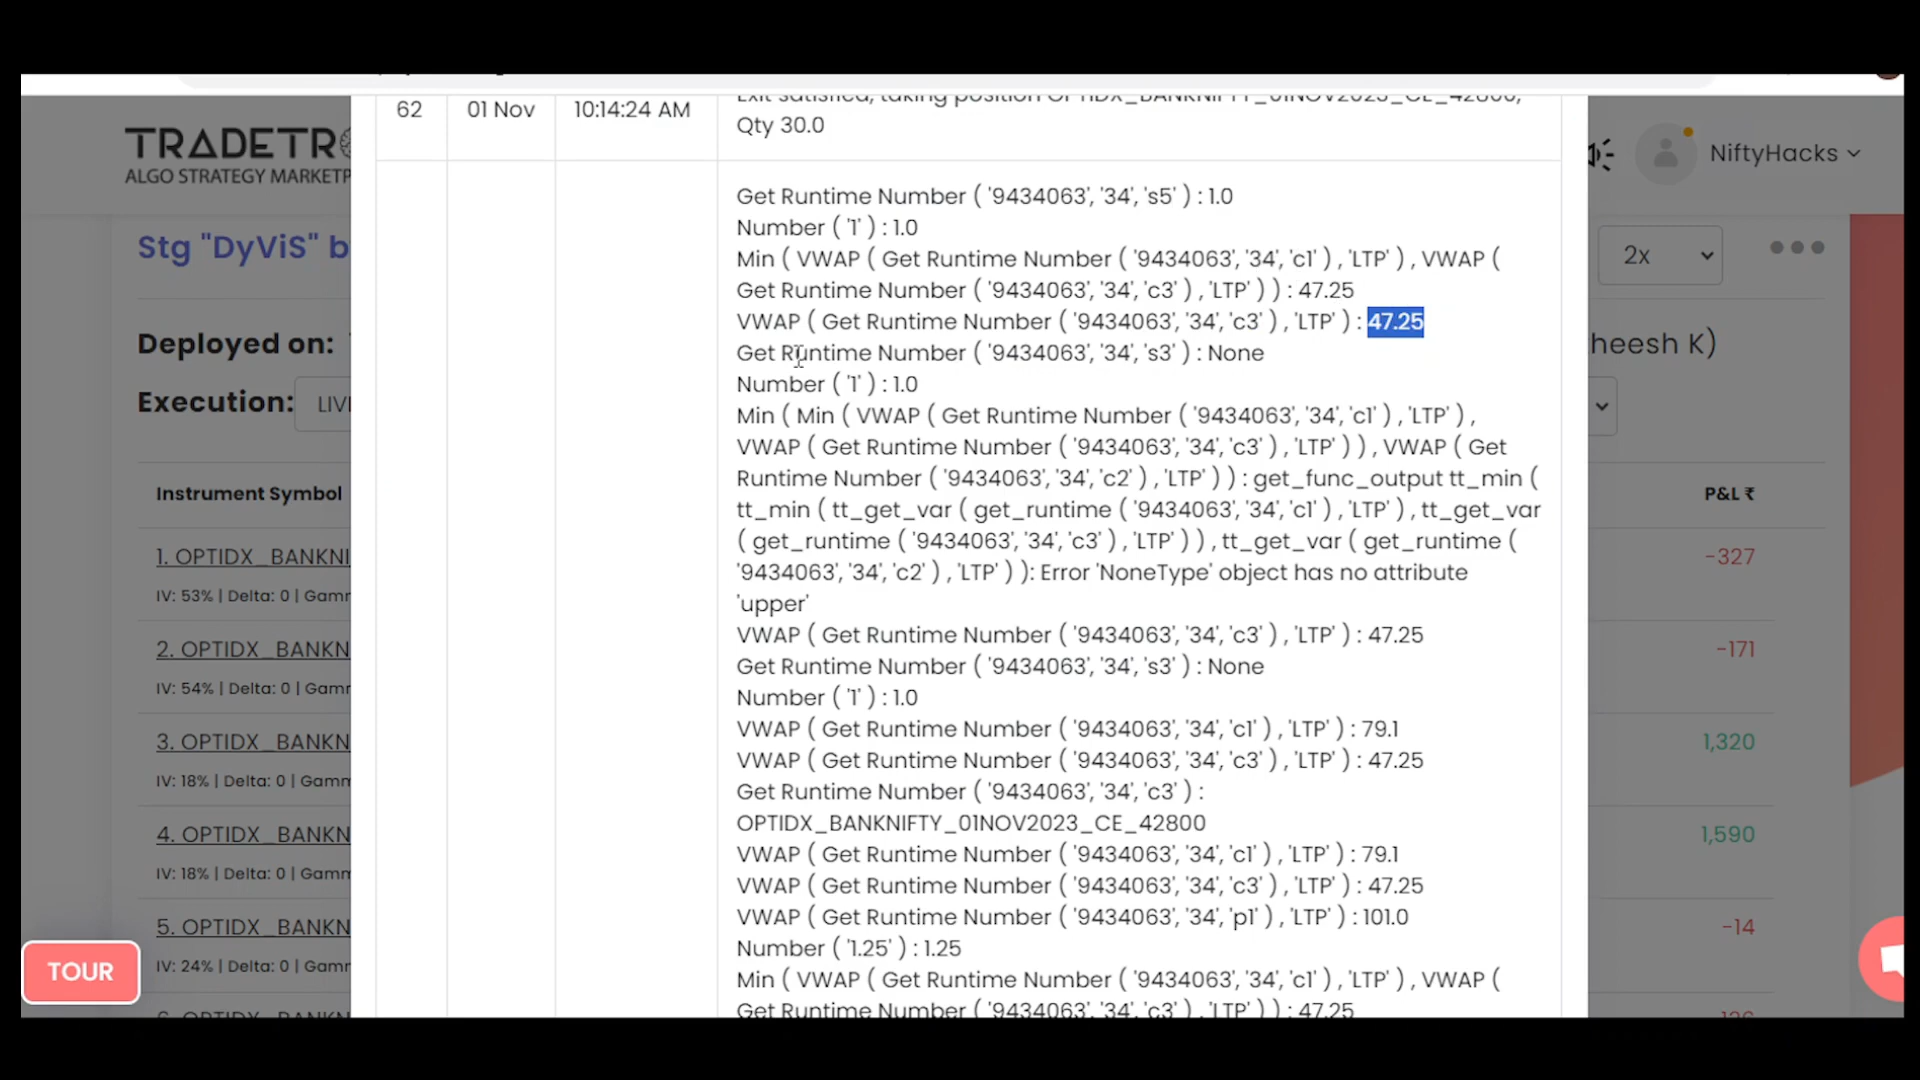 62
01 Nov
10:14:24 AM
Exit satisfied, taking position OPTIDX_BANKNIFTY_01NOV2023_CE_42800,
Qty 30.0
TRADETR
ALGO STRATEGY MARKETP
NiftyHacks
Stg "DyViS" b
2x
Deployed on:
heesh K)
Execution:
LIV
Instrument Symbol
P&L ₹
1. OPTIDX_BANKNI
-327
IV: 53% | Delta: 0 | Gamm
2. OPTIDX_BANKN
-171
IV: 54% | Delta: 0 | Gamm
3. OPTIDX_BANKN
1,320
IV: 18% | Delta: 0 | Gamm
4. OPTIDX_BANKN
1,590
IV: 18% | Delta: 0 | Gamm
5. OPTIDX_BANKN
-14
IV: 24% | Delta: 0 | Gamm
TOUR
Get Runtime Number ( '9434063', '34', 's5' ) : 1.0
Number ( '1' ) : 1.0
Min ( VWAP ( Get Runtime Number ( '9434063', '34', 'c1' ) , 'LTP' ) , VWAP (
Get Runtime Number ( '9434063', '34', 'c3' ) , 'LTP' ) ) : 47.25
VWAP ( Get Runtime Number ( '9434063', '34', 'c3' ) , 'LTP' ) : 47.25
Get Runtime Number ( '9434063', '34', 's3' ) : None
Number ( '1' ) : 1.0
Min ( Min ( VWAP ( Get Runtime Number ( '9434063', '34', 'c1' ) , 'LTP' ) ,
VWAP ( Get Runtime Number ( '9434063', '34', 'c3' ) , 'LTP' ) ) , VWAP ( Get
Runtime Number ( '9434063', '34', 'c2' ) , 'LTP' ) ) : get_func_output tt_min (
tt_min ( tt_get_var ( get_runtime ( '9434063', '34', 'c1' ) , 'LTP' ) , tt_get_var
( get_runtime ( '9434063', '34', 'c3' ) , 'LTP' ) ) , tt_get_var ( get_runtime (
'9434063', '34', 'c2' ) , 'LTP' ) ): Error 'NoneType' object has no attribute
'upper'
VWAP ( Get Runtime Number ( '9434063', '34', 'c3' ) , 'LTP' ) : 47.25
Get Runtime Number ( '9434063', '34', 's3' ) : None
Number ( '1' ) : 1.0
VWAP ( Get Runtime Number ( '9434063', '34', 'c1' ) , 'LTP' ) : 79.1
VWAP ( Get Runtime Number ( '9434063', '34', 'c3' ) , 'LTP' ) : 47.25
Get Runtime Number ( '9434063', '34', 'c3' ) :
OPTIDX_BANKNIFTY_01NOV2023_CE_42800
VWAP ( Get Runtime Number ( '9434063', '34', 'c1' ) , 'LTP' ) : 79.1
VWAP ( Get Runtime Number ( '9434063', '34', 'c3' ) , 'LTP' ) : 47.25
VWAP ( Get Runtime Number ( '9434063', '34', 'p1' ) , 'LTP' ) : 101.0
Number ( '1.25' ) : 1.25
Min ( VWAP ( Get Runtime Number ( '9434063', '34', 'c1' ) , 'LTP' ) , VWAP (
Get Runtime Number ( '9434063', '34', 'c3' ) , 'LTP' ) ) : 47.25